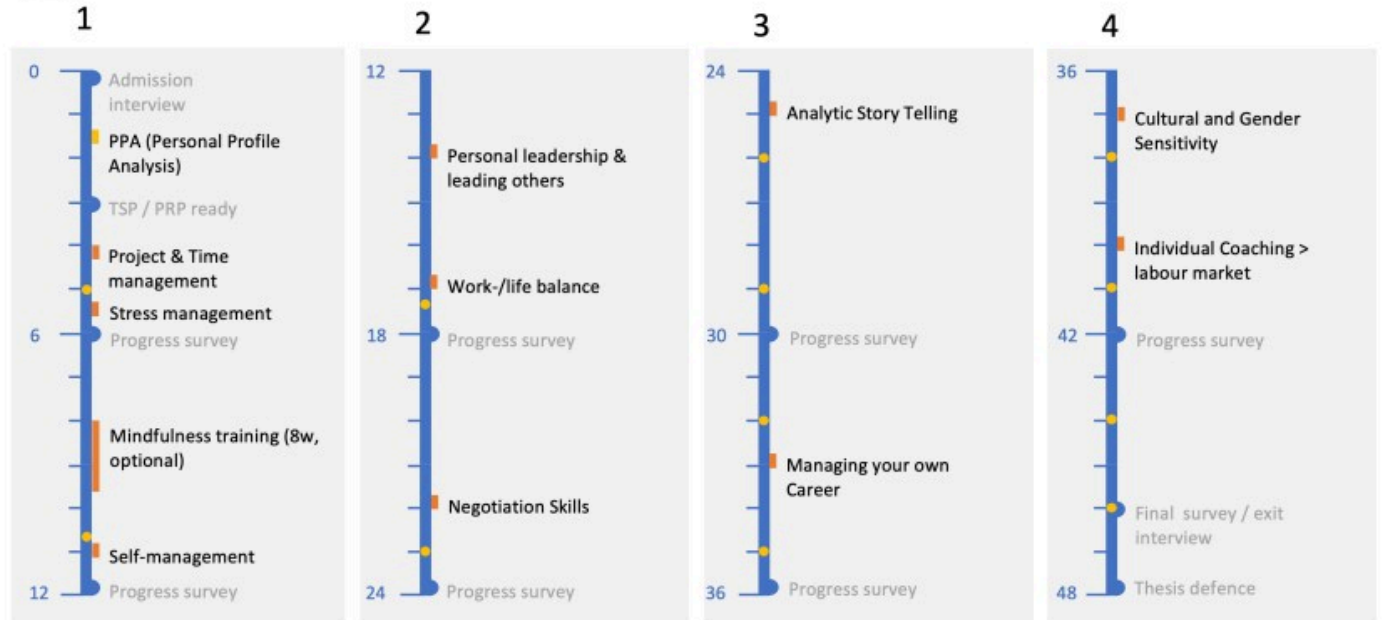 1
0
Admission
interview
PPA (Personal Profile
Analysis)
TSP / PRP ready
Project & Time
management
Stress management
6
Progress survey
Mindfulness training (8w,
optional)
Self-management
12
Progress survey
2
12
Personal leadership &
leading others
Work-/life balance
18
Progress survey
Negotiation Skills
24
Progress survey
3
24
Analytic Story Telling
30
Progress survey
Managing your own
Career
36
Progress survey
4
36
Cultural and Gender
Sensitivity
Individual Coaching >
labour market
42
Progress survey
Final survey / exit
interview
48
Thesis defence